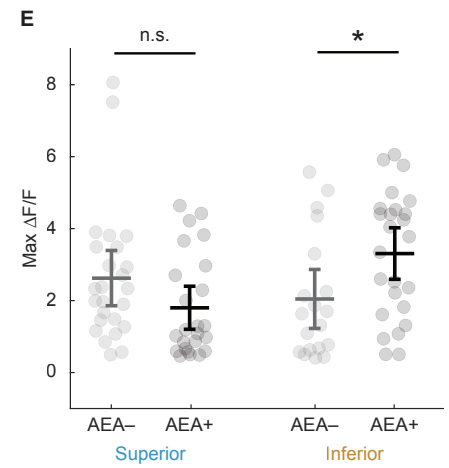 E
n.s.
*
Max ΔF/F
8
6
4
2
0
AEA– AEA+ AEA– AEA+
Superior Inferior